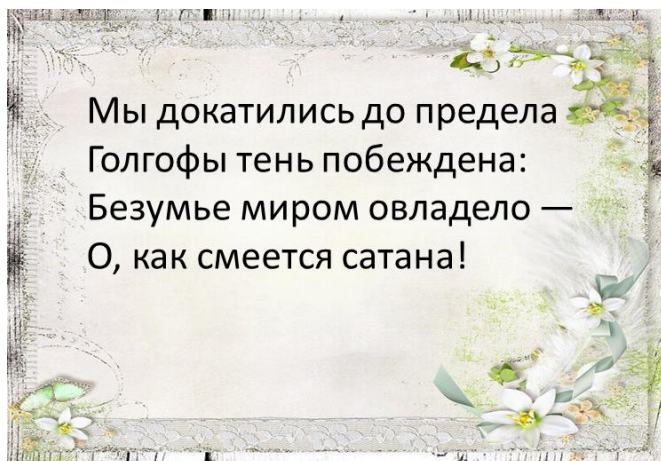 Мы докатились до предела
Голгофы тень побеждена:
Безумье миром овладело —
О, как смеется сатана!